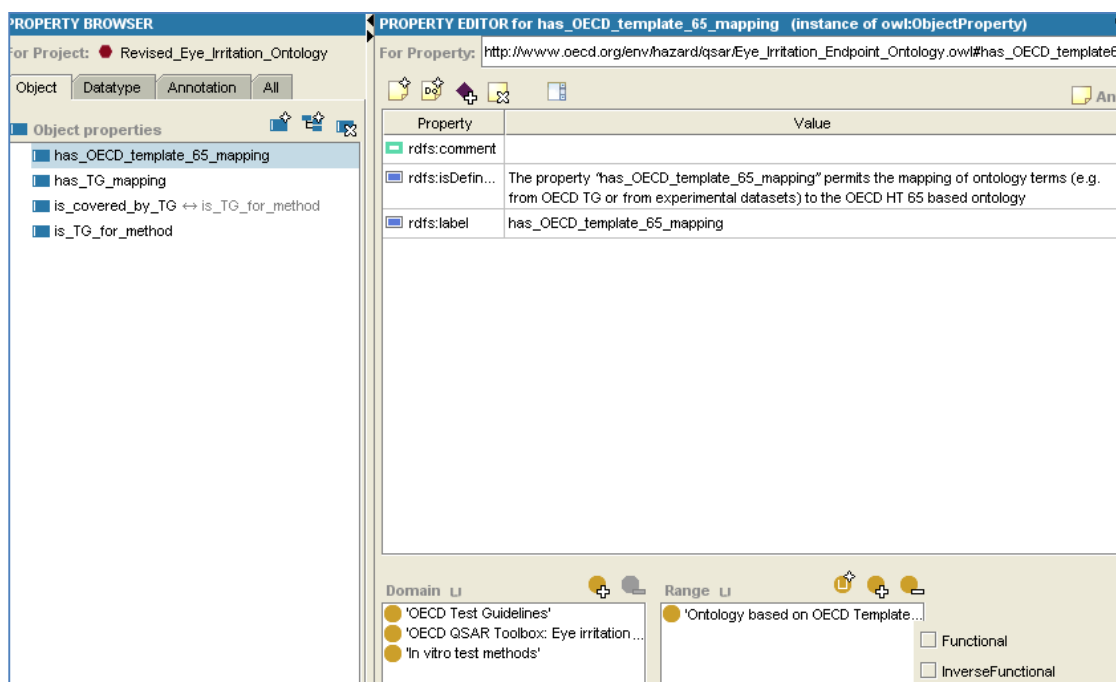 PROPERTY BROWSER
For Project: Revised_Eye_Irritation_Ontology
Object Datatype Annotation All
Object properties
has_OECD_template_65_mapping
has_TG_mapping
is_covered_by_TG ↔ is_TG_for_method
is_TG_for_method
PROPERTY EDITOR for has_OECD_template_65_mapping (instance of owl:ObjectProperty)
For Property: http://www.oecd.org/env/hazard/qsar/Eye_Irritation_Endpoint_Ontology.owl#has_OECD_template6
An
Property Value
rdfs:comment
rdfs:isDefin... The property "has_OECD_template_65_mapping" permits the mapping of ontology terms (e.g.
from OECD TG or from experimental datasets) to the OECD HT 65 based ontology
rdfs:label has_OECD_template_65_mapping
Domain ⊔
'OECD Test Guidelines'
'OECD QSAR Toolbox: Eye irritation ...
'In vitro test methods'
Range ⊔
'Ontology based on OECD Template...
Functional
InverseFunctional